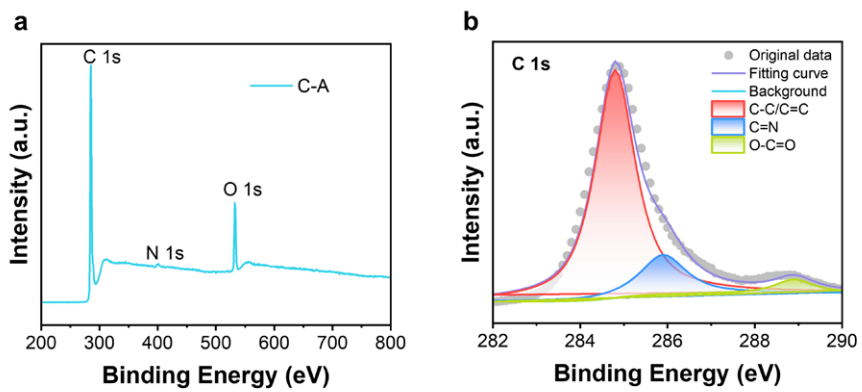 a
C 1s
C-A
O 1s
N 1s
Intensity (a.u.)
200 300 400 500 600 700 800
Binding Energy (eV)
b
C 1s
Original data
Fitting curve
Background
C-C/C=C
C=N
O-C=O
Intensity (a.u.)
282 284 286 288 290
Binding Energy (eV)